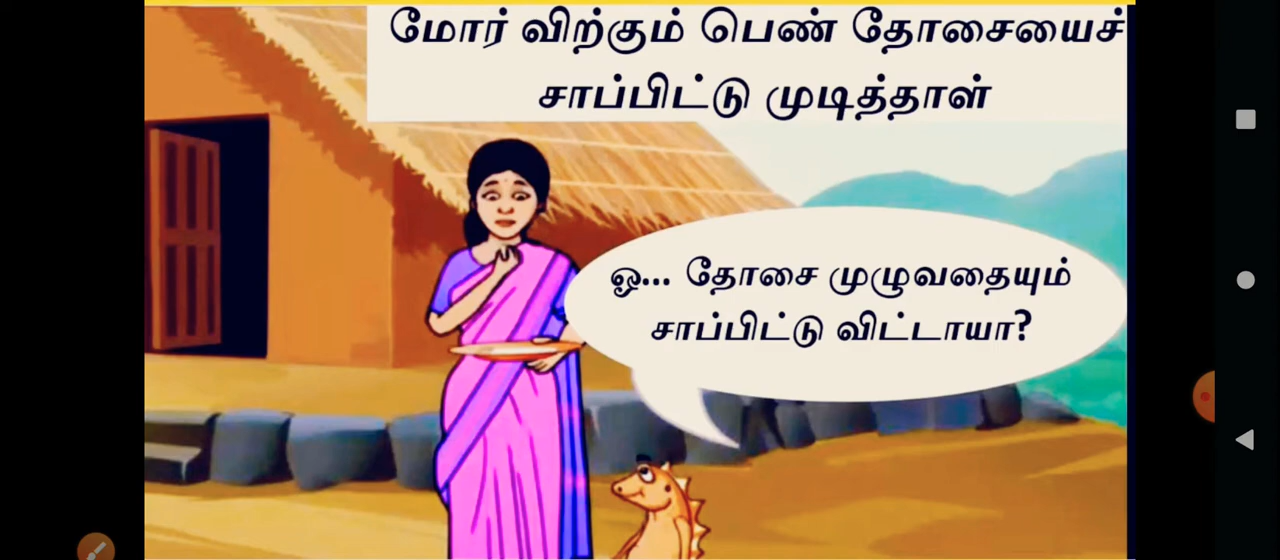 மோர் விற்கும் பெண் தோசையைச்
சாப்பிட்டு முடித்தாள்
ஓ... தோசை முழுவதையும்
சாப்பிட்டு விட்டாயா?